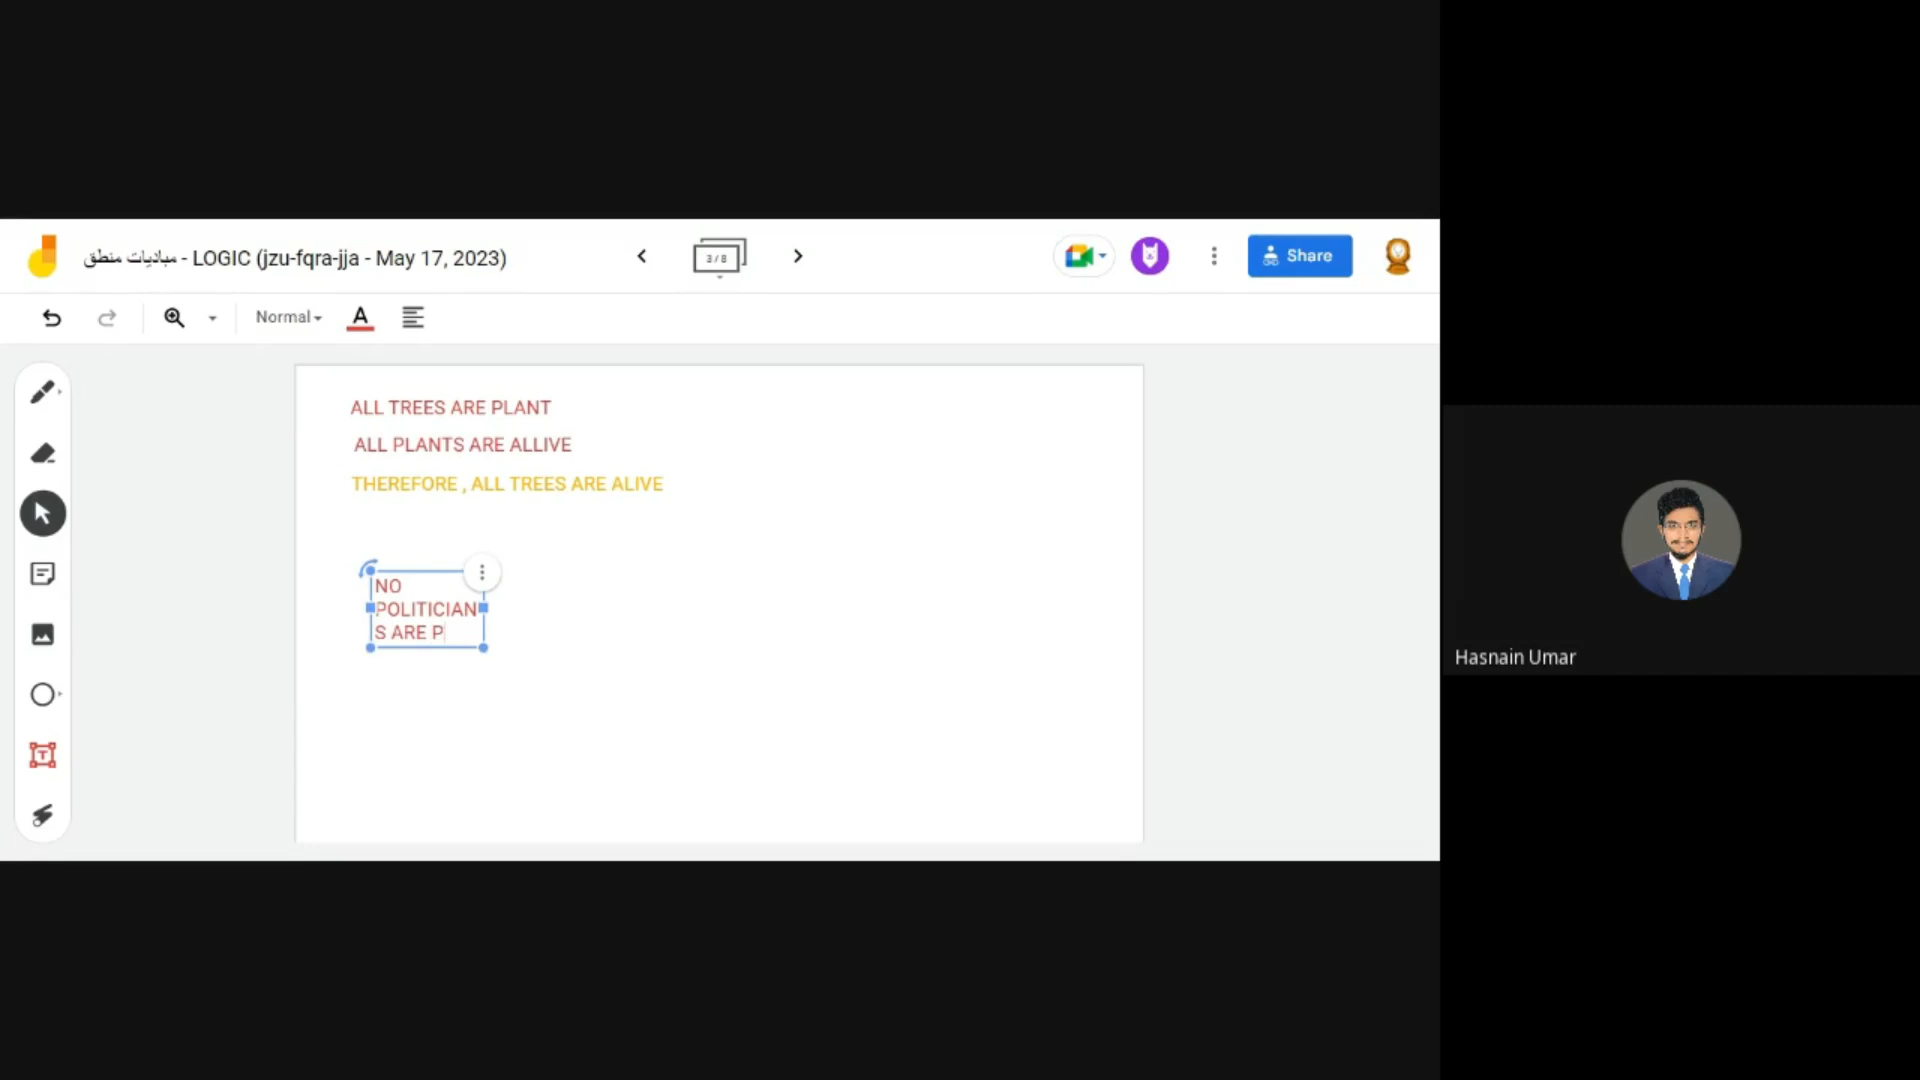 مبادیات منطق - LOGIC (jzu-fqra-jja - May 17, 2023)
3/8
Share
Normal
A
ALL TREES ARE PLANT
ALL PLANTS ARE ALLIVE
THEREFORE , ALL TREES ARE ALIVE
NO
POLITICIAN
S ARE P
T
Hasnain Umar